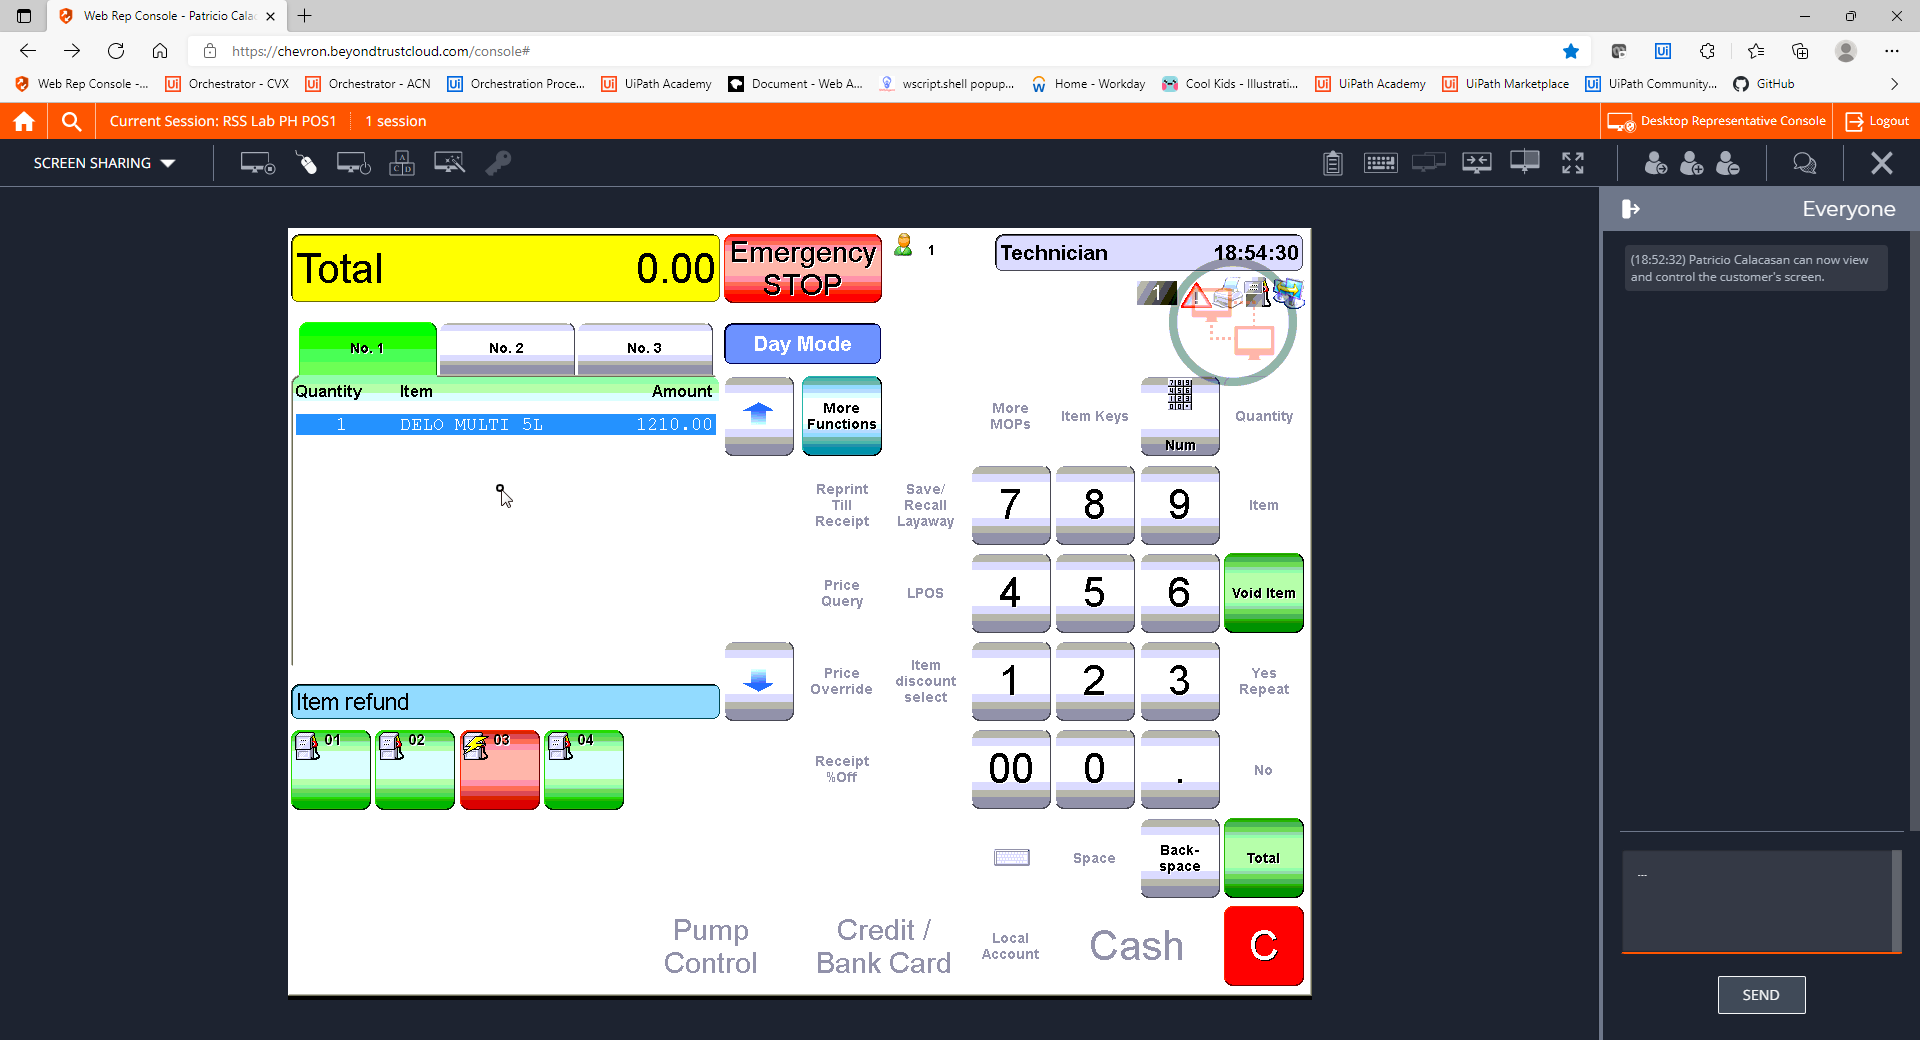 Web Rep Console - Patricio Cala
https://chevron.beyondtrustcloud.com/console#
Web Rep Console -... Orchestrator - CVX Orchestrator - ACN Orchestration Proce... UiPath Academy Document - Web A... wscript.shell popup... Home - Workday Cool Kids - Illustrati... UiPath Academy UiPath Marketplace UiPath Community... GitHub
Current Session: RSS Lab PH POS1 1 session Desktop Representative Console Logout
SCREEN SHARING
Everyone
(18:52:32) Patricio Calacasan can now view
and control the customer's screen.
Total 0.00
Emergency
STOP
1
Technician 18:54:30
1
No. 1 No. 2 No. 3
Day Mode
Quantity Item Amount
1 DELO MULTI 5L 1210.00
More
Functions
More
MOPs
Item Keys
Num
Quantity
Reprint
Till
Receipt
Save/
Recall
Layaway
7 8 9
Item
Price
Query
LPOS
4 5 6
Void Item
Price
Override
Item
discount
select
1 2 3
Yes
Repeat
Item refund
01 02 03 04
Receipt
%Off
00 0 .
No
Space
Back-
space
Total
Pump
Control
Credit /
Bank Card
Local
Account
Cash
C
SEND